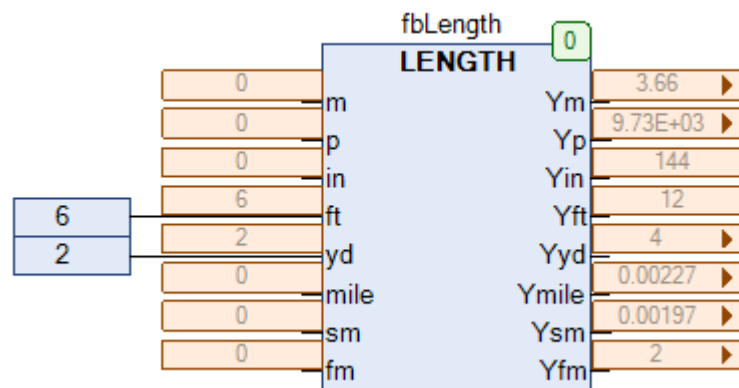 fbLength
0
LENGTH
0 m Ym 3.66
0 p Yp 9.73E+03
0 in Yin 144
6 6 ft Yft 12
2 2 yd Yyd 4
0 mile Ymile 0.00227
0 sm Ysm 0.00197
0 fm Yfm 2